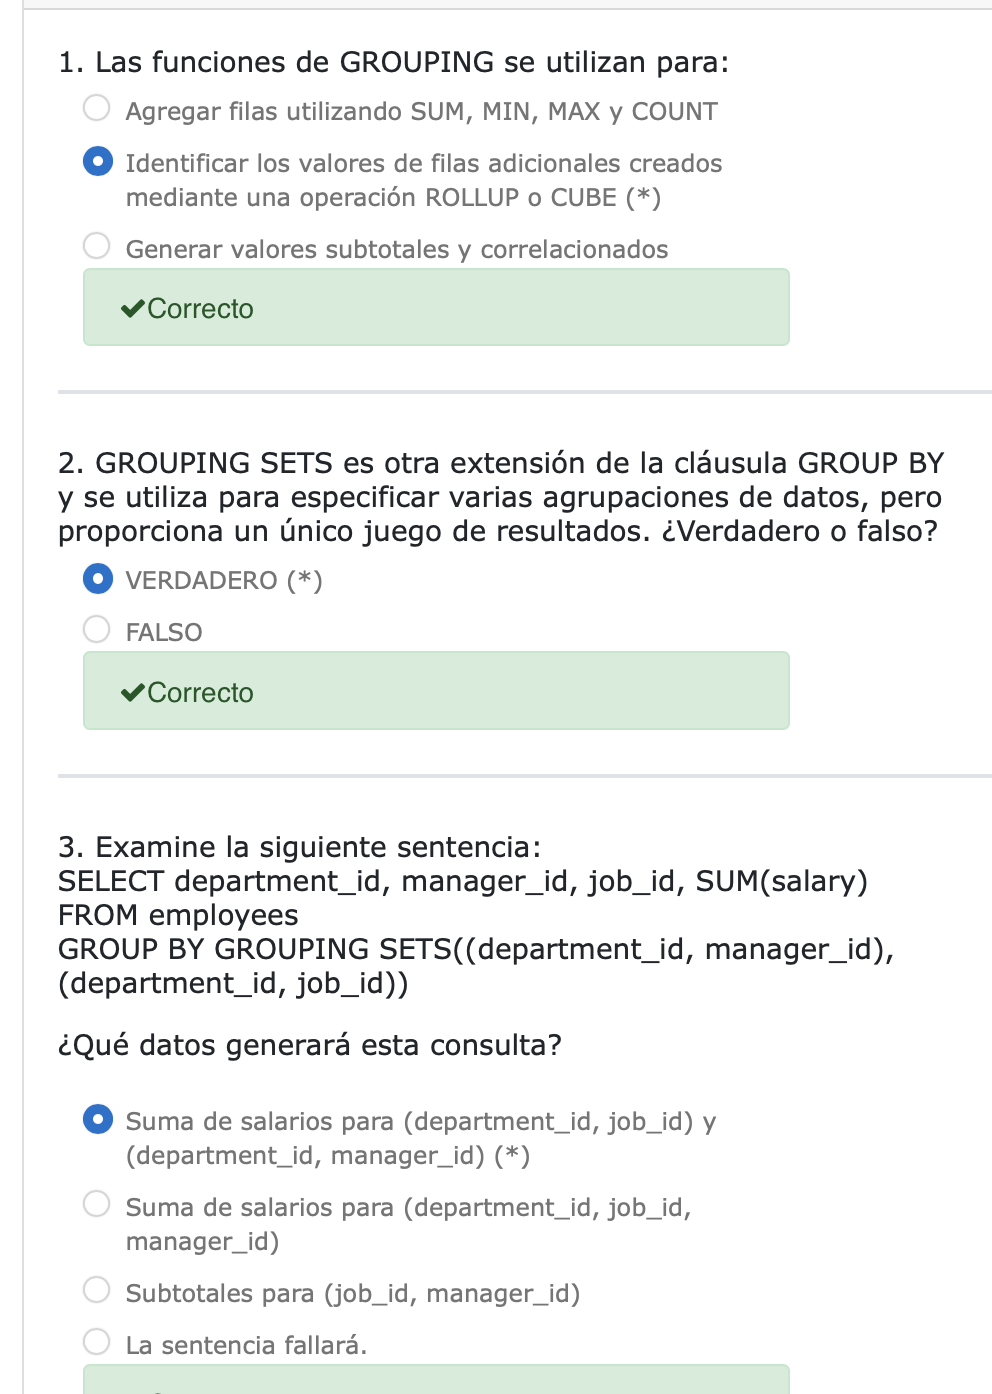 1. Las funciones de GROUPING se utilizan para:
Agregar filas utilizando SUM, MIN, MAX y COUNT
Identificar los valores de filas adicionales creados
mediante una operación ROLLUP o CUBE (*)
Generar valores subtotales y correlacionados
✔Correcto
2. GROUPING SETS es otra extensión de la cláusula GROUP BY
y se utiliza para especificar varias agrupaciones de datos, pero
proporciona un único juego de resultados. ¿Verdadero o falso?
VERDADERO (*)
FALSO
✔Correcto
3. Examine la siguiente sentencia:
SELECT department_id, manager_id, job_id, SUM(salary)
FROM employees
GROUP BY GROUPING SETS((department_id, manager_id),
(department_id, job_id))
¿Qué datos generará esta consulta?
Suma de salarios para (department_id, job_id) y
(department_id, manager_id) (*)
Suma de salarios para (department_id, job_id,
manager_id)
Subtotales para (job_id, manager_id)
La sentencia fallará.